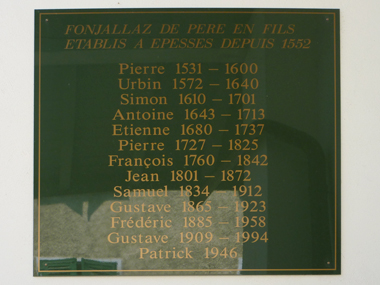 FONJALLAZ DE PERE EN FILS
ETABLIS A EPESSES DEPUIS 1552
Pierre 1531 – 1600
Urbin 1572 – 1640
Simon 1610 – 1701
Antoine 1643 – 1713
Etienne 1680 – 1737
Pierre 1727 – 1825
François 1760 – 1842
Jean 1801 – 1872
Samuel 1834 – 1912
Gustave 1865 – 1923
Frédéric 1885 – 1958
Gustave 1909 – 1994
Patrick 1946